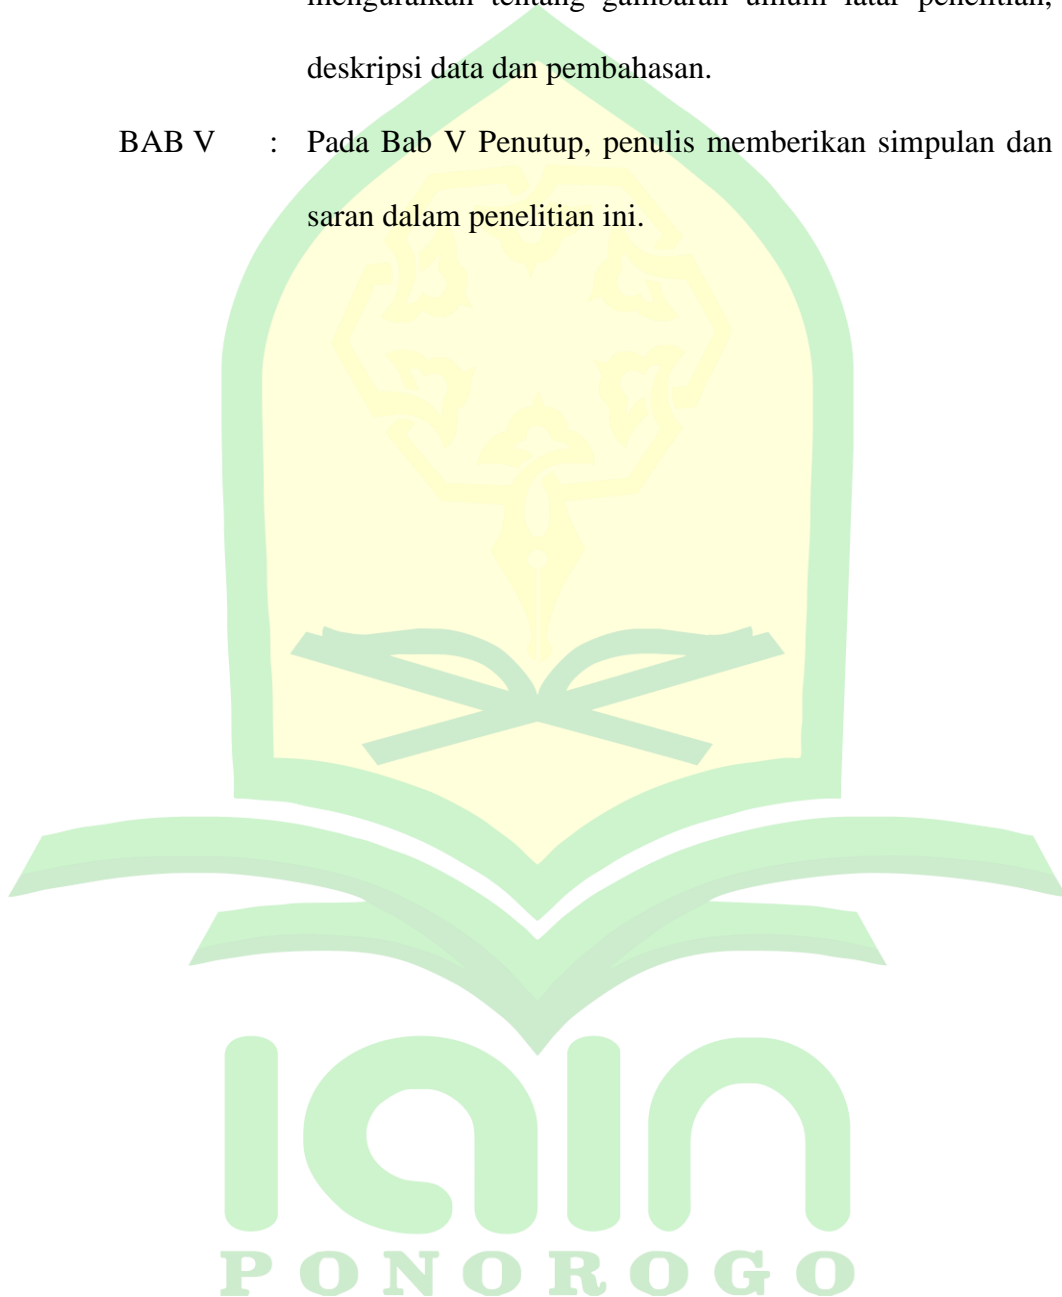 menguraikan tentang gambaran umum latar penelitian,
deskripsi data dan pembahasan.
BAB V : Pada Bab V Penutup, penulis memberikan simpulan dan
saran dalam penelitian ini.
iain
PONOROGO